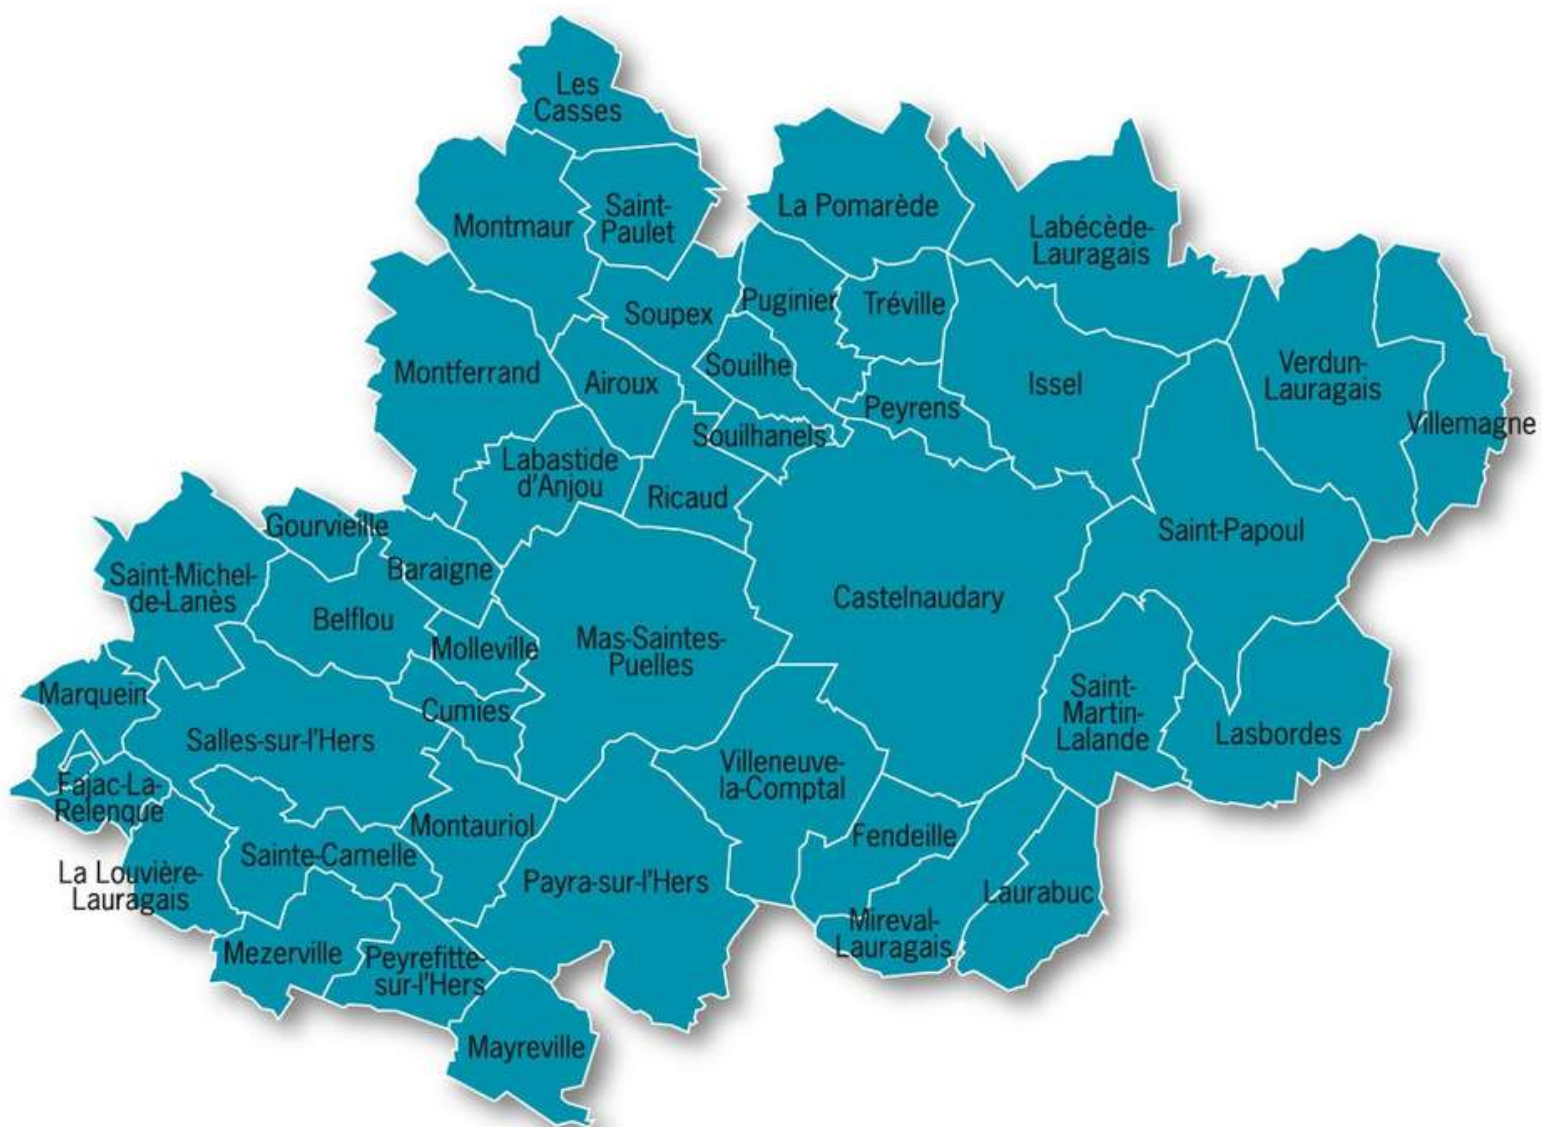 Les
Casses
Montmaur
Saint-
Paulet
La Pomarède
Labécède-
Lauragais
Soupex
Puginier
Tréville
Montferrand
Airoux
Souilhe
Peyrens
Issel
Verdun-
Lauragais
Villemagne
Labastide
d'Anjou
Souilhanels
Ricaud
Saint-Papoul
Gourvieille
Baraigne
Saint-Michel-
de-Lanès
Belflou
Molleville
Mas-Saintes-
Puelles
Castelnaudary
Marquein
Cumies
Salles-sur-l'Hers
Saint-
Martin-
Lalande
Lasbordes
Villeneuve-
la-Comptal
Fajac-La-
Relenque
Montauriol
Fendeille
Sainte-Camelle
La Louvière-
Lauragais
Payra-sur-l'Hers
Laurabuc
Mireval-
Lauragais
Mezerville
Peyrefitte-
sur-l'Hers
Mayreville